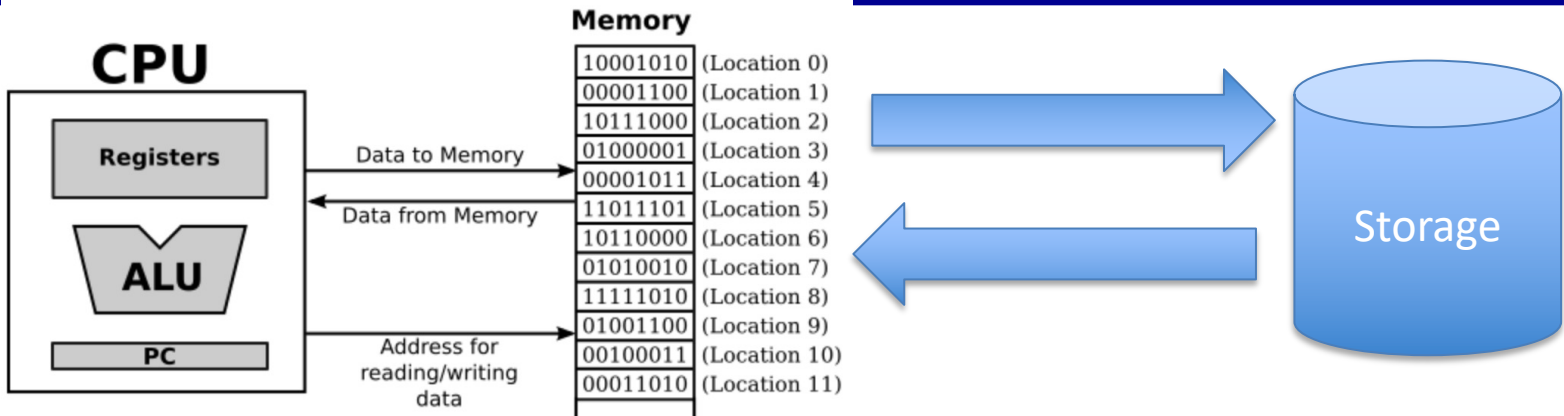 CPU
Registers
ALU
PC
Data to Memory
Data from Memory
Address for
reading/writing
data
Memory
10001010 (Location 0)
00001100 (Location 1)
10111000 (Location 2)
01000001 (Location 3)
00001011 (Location 4)
11011101 (Location 5)
10110000 (Location 6)
01010010 (Location 7)
11111010 (Location 8)
01001100 (Location 9)
00100011 (Location 10)
00011010 (Location 11)
Storage